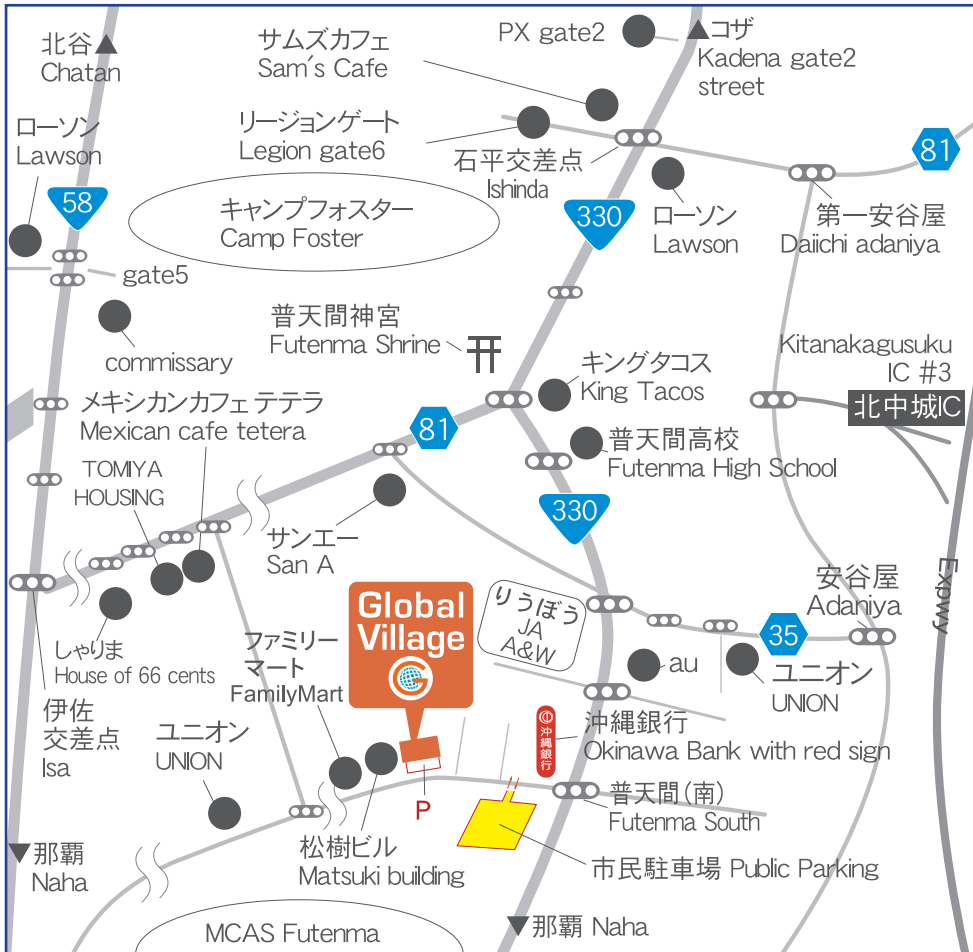 北谷
Chatan
サムズカフェ
Sam's Cafe
PX gate2
コザ
Kadena gate2
street
ローソン
Lawson
リージョンゲート
Legion gate6
石平交差点
Ishinda
81
58
キャンプフォスター
Camp Foster
330
ローソン
Lawson
第一安谷屋
Daiichi adaniya
gate5
commissary
普天間神宮
Futenma Shrine
キングタコス
King Tacos
Kitanakagusuku
IC #3
北中城IC
メキシカンカフェ テテラ
Mexican cafe tetera
81
普天間高校
Futenma High School
TOMIYA
HOUSING
サンエー
San A
330
Expwy
しゃりま
House of 66 cents
Global
Village
G
りうぼう
JA
A&W
安谷屋
Adaniya
35
ファミリー
マート
FamilyMart
au
ユニオン
UNION
伊佐
交差点
Isa
ユニオン
UNION
沖縄銀行
沖縄銀行
Okinawa Bank with red sign
P
普天間(南)
Futenma South
松樹ビル
Matsuki building
市民駐車場 Public Parking
那覇
Naha
MCAS Futenma
那覇 Naha